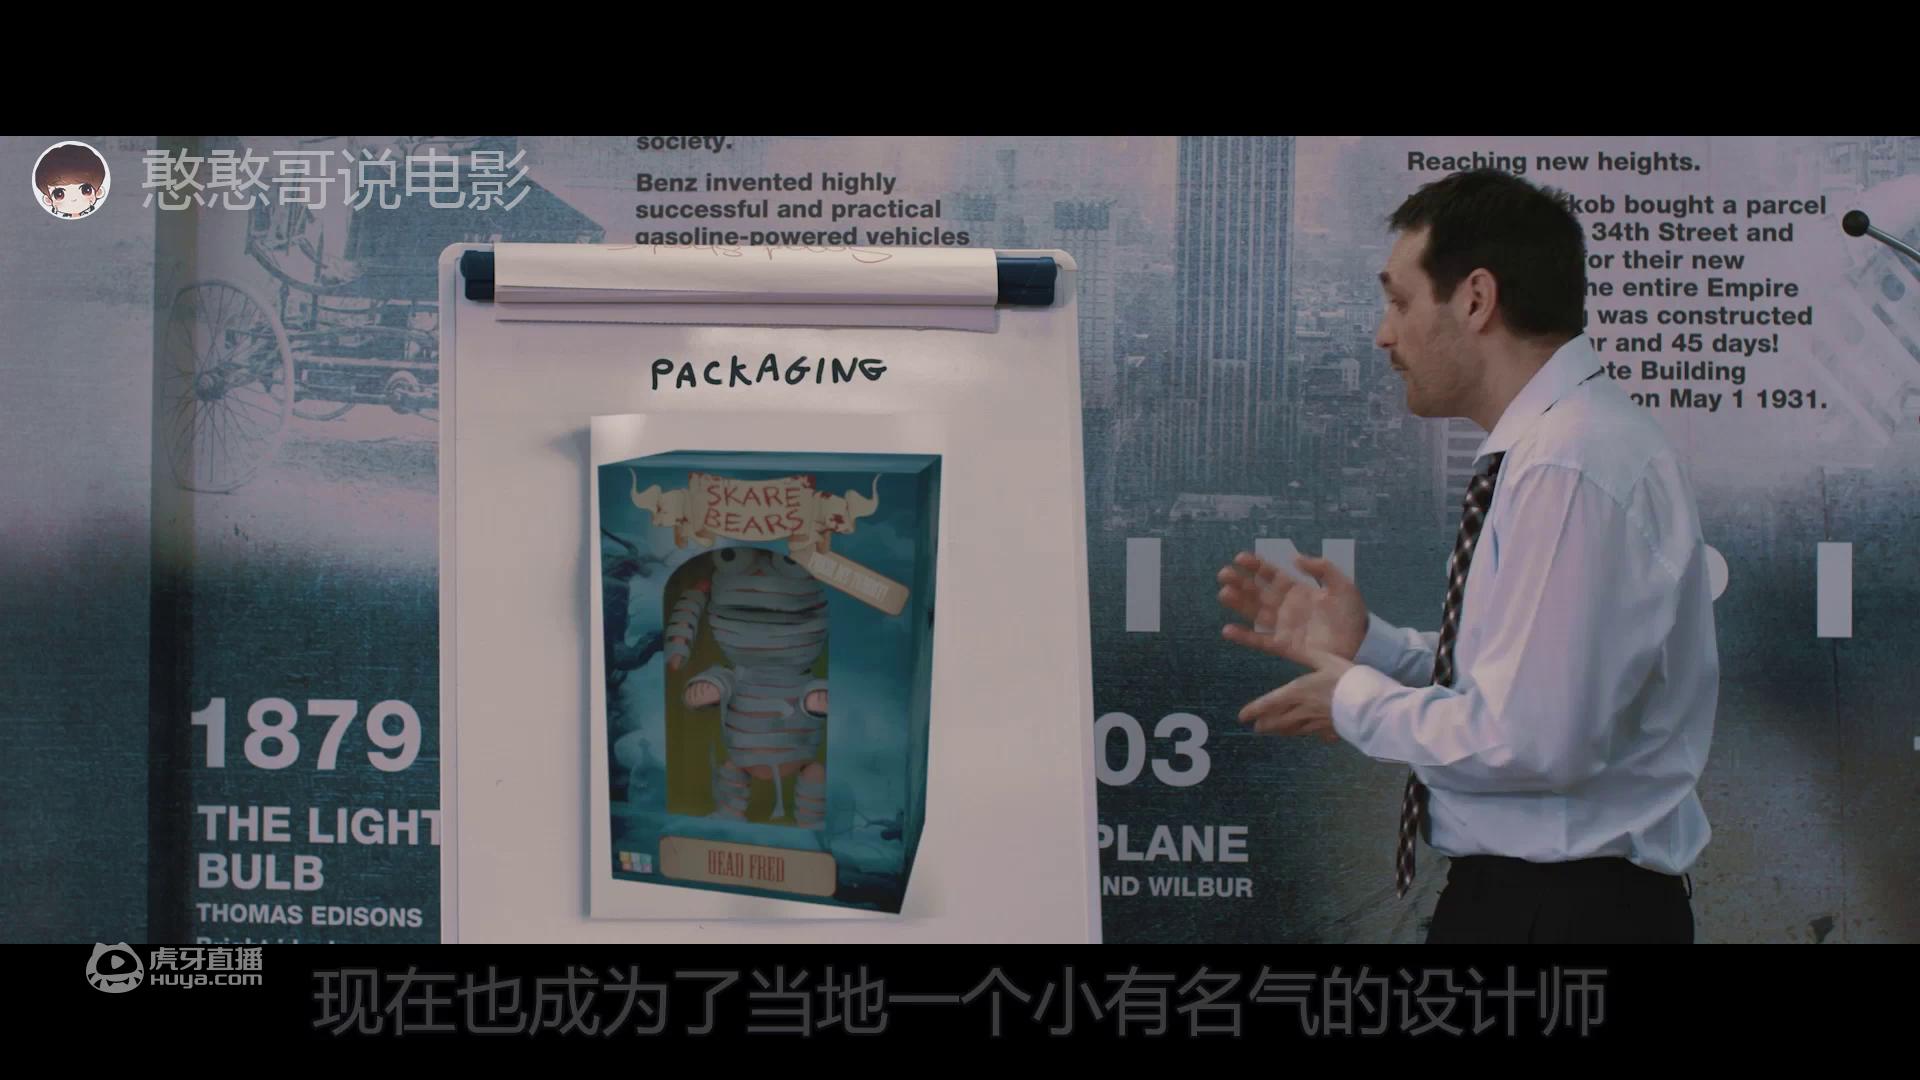 憨憨哥说电影
society.
Benz invented highly
successful and practical
gasoline-powered vehicles
Reaching new heights.
kob bought a parcel
34th Street and
for their new
he entire Empire
was constructed
ar and 45 days!
ate Building
on May 1 1931.
PACKAGING
SKARE
BEARS
DEAD FRED
1879
THE LIGHT
BULB
THOMAS EDISONS
03
PLANE
ND WILBUR
虎牙直播
HUYA.com
现在也成为了当地一个小有名气的设计师